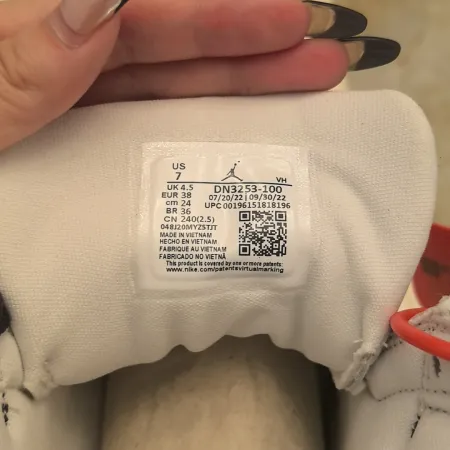 US
7
VH
UK 4.5
EUR 38
cm 24
BR 36
CN 240(2.5)
DN3253-100
07/20/22 | 09/30/22
UPC 00196151818196
048J20MYZ5TJT
MADE IN VIETNAM
HECHO EN VIETNAM
FABRIQUE AU VIETNAM
FABRICADO NO VIETNÃ
This product is covered by one or more patents:
www.nike.com/patentsvirtualmarking